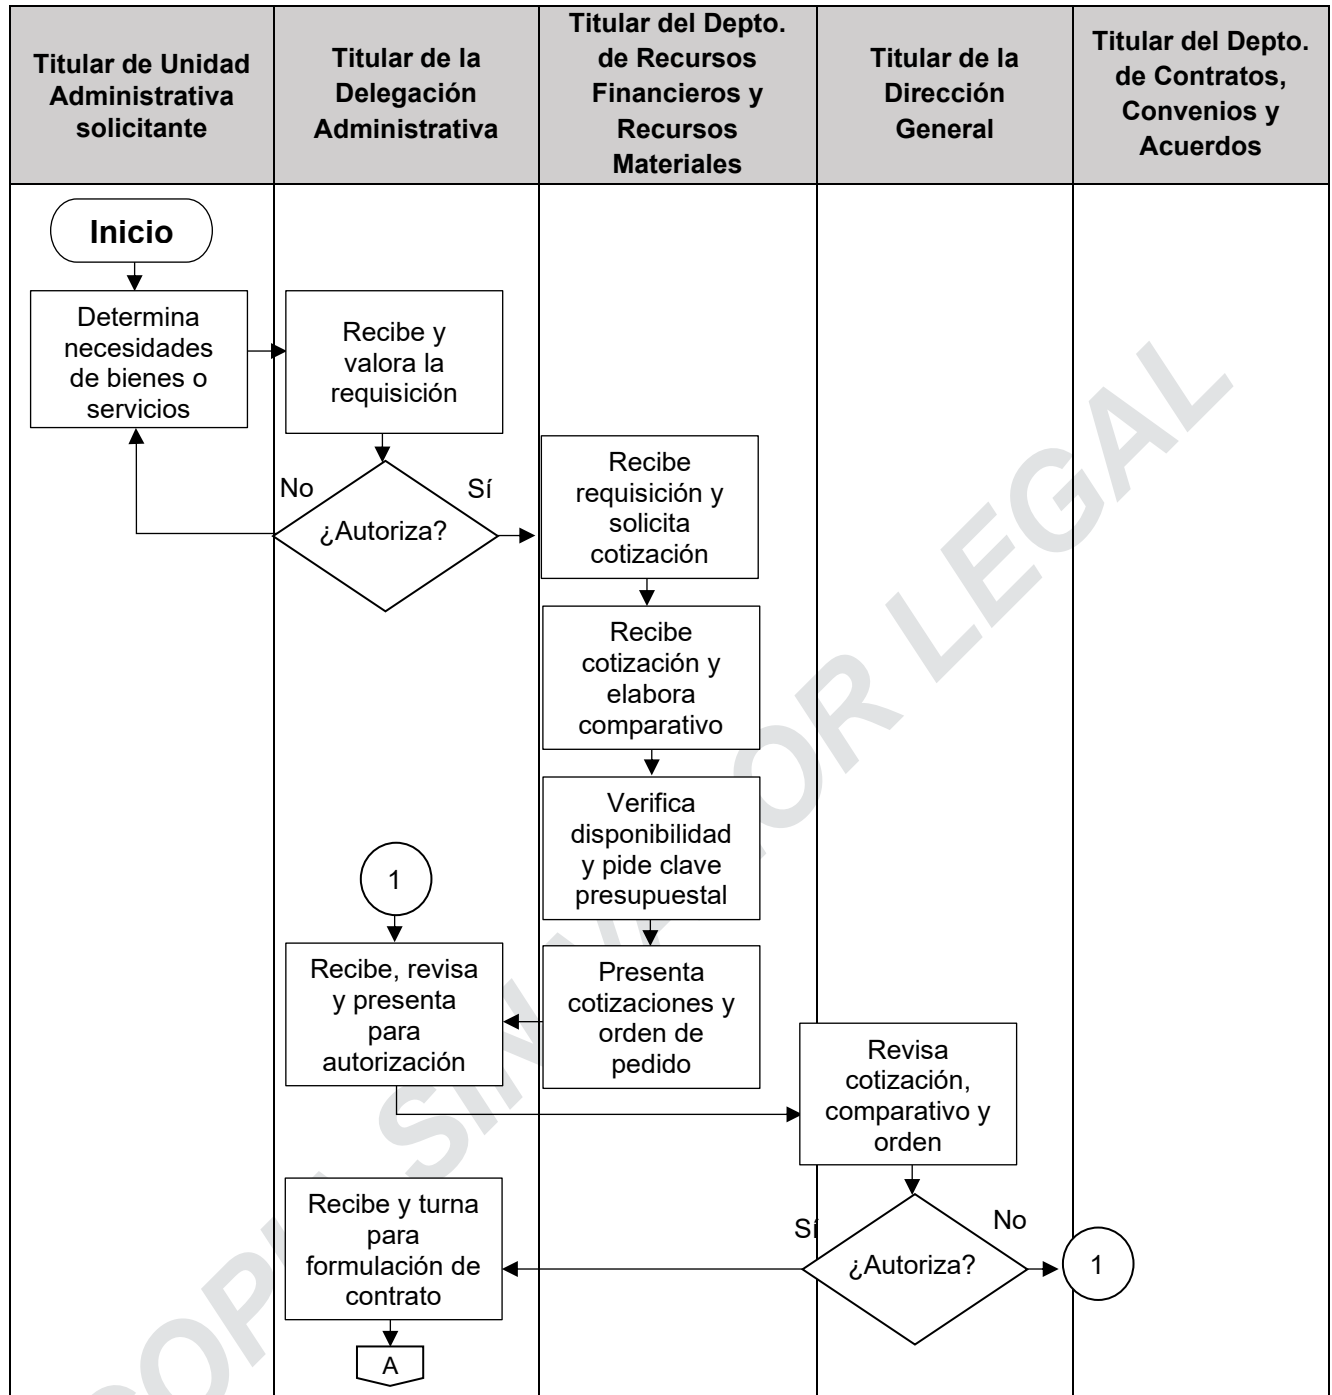 Titular de Unidad
Administrativa
solicitante
Titular de la
Delegación
Administrativa
Titular del Depto.
de Recursos
Financieros y
Recursos
Materiales
Titular de la
Dirección
General
Titular del Depto.
de Contratos,
Convenios y
Acuerdos
Inicio
Determina
necesidades
de bienes o
servicios
Recibe y
valora la
requisición
No
Sí
¿Autoriza?
Recibe
requisición y
solicita
cotización
Recibe
cotización y
elabora
comparativo
Verifica
disponibilidad
y pide clave
presupuestal
1
Recibe, revisa
y presenta
para
autorización
Presenta
cotizaciones y
orden de
pedido
Revisa
cotización,
comparativo y
orden
Recibe y turna
para
formulación de
contrato
Sí
No
¿Autoriza?
1
A